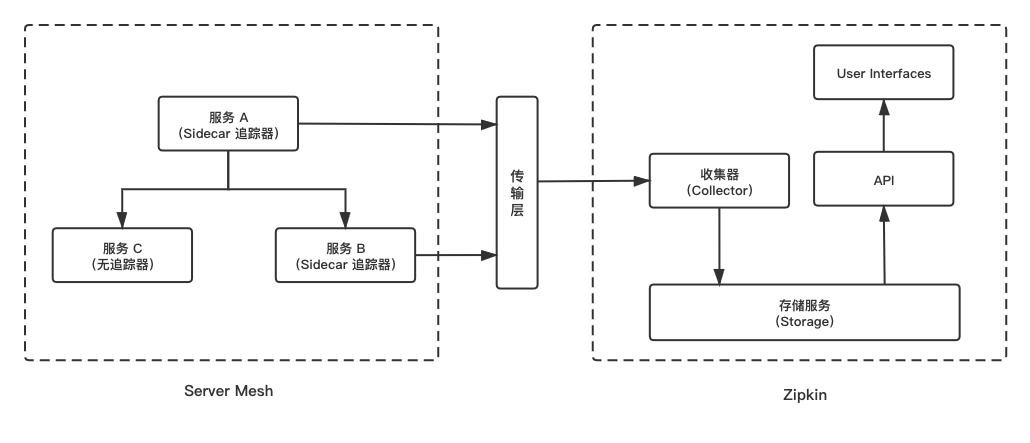 服务 A
(Sidecar 追踪器)
服务 C
(无追踪器)
服务 B
(Sidecar 追踪器)
Server Mesh
传
输
层
收集器
(Collector)
存储服务
(Storage)
API
User Interfaces
Zipkin